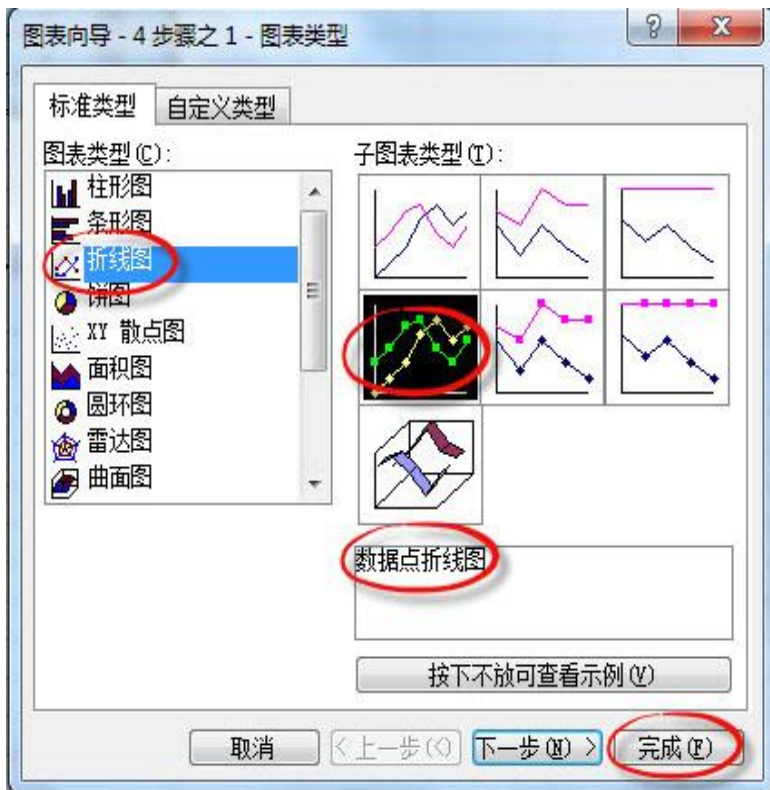 图表向导 - 4 步骤之 1 - 图表类型
标准类型
自定义类型
图表类型(C):
柱形图
条形图
折线图
饼图
XY 散点图
面积图
圆环图
雷达图
曲面图
子图表类型(T):
数据点折线图
按下不放可查看示例(V)
取消
<上一步(<)
下一步(N) >
完成(F)